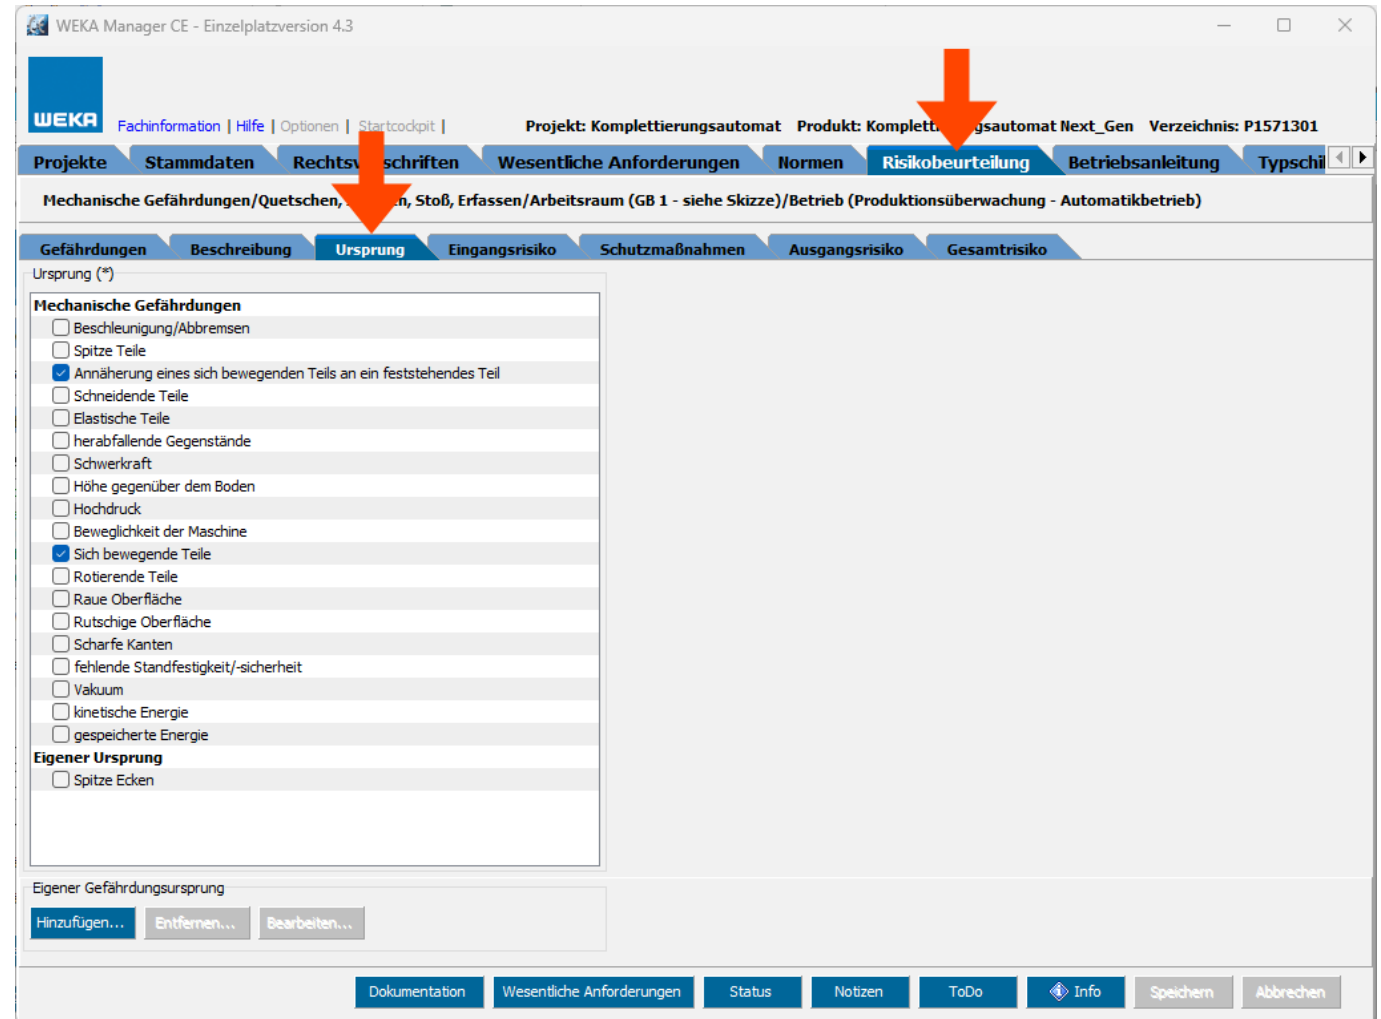 WEKA Manager CE - Einzelplatzversion 4.3
WEKA
Fachinformation | Hilfe | Optionen | Startcockpit |
Projekt: Komplettierungsautomat Produkt: Next_Gen Verzeichnis: P1571301
Projekte Stammdaten Wesentliche Anforderungen Normen Risikobeurteilung Betriebsanleitung Typschil
Mechanische Gefährdungen/Quetschen, Stoß, Erfassen/Arbeitsraum (GB 1 - siehe Skizze)/Betrieb (Produktionsüberwachung - Automatikbetrieb)
Gefährdungen Beschreibung Ursprung Eingangsrisiko Schutzmaßnahmen Ausgangsrisiko Gesamtrisiko
Ursprung (*)
Mechanische Gefährdungen
Beschleunigung/Abbremsen
Spitze Teile
Annäherung eines sich bewegenden Teils an ein feststehendes Teil
Schneidende Teile
Elastische Teile
herabfallende Gegenstände
Schwerkraft
Höhe gegenüber dem Boden
Hochdruck
Beweglichkeit der Maschine
Sich bewegende Teile
Rotierende Teile
Raue Oberfläche
Rutschige Oberfläche
Scharfe Kanten
fehlende Standfestigkeit/-sicherheit
Vakuum
kinetische Energie
gespeicherte Energie
Eigener Ursprung
Spitze Ecken
Eigener Gefährdungsursprung
Hinzufügen... Entfernen... Bearbeiten...
Dokumentation Wesentliche Anforderungen Status Notizen ToDo Info Speichern Abbrechen